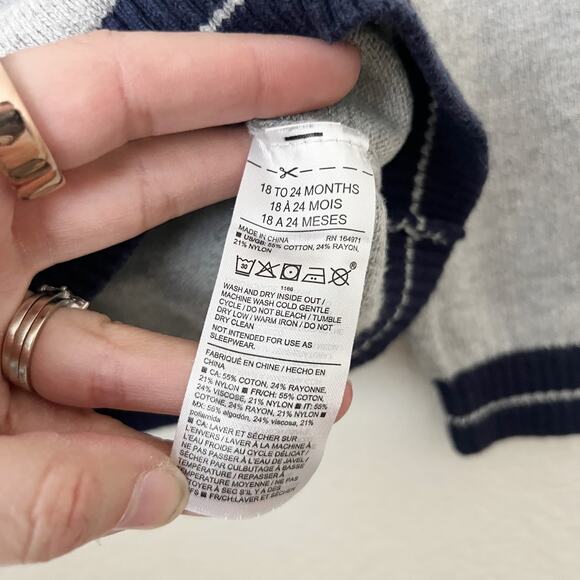 18 TO 24 MONTHS
18 À 24 MOIS
18 A 24 MESES
MADE IN CHINA RN 164971
US/GB: 55% COTTON, 24% RAYON,
21% NYLON
30
1166
WASH AND DRY INSIDE OUT /
MACHINE WASH COLD GENTLE
CYCLE / DO NOT BLEACH / TUMBLE
DRY LOW / WARM IRON / DO NOT
DRY CLEAN
NOT INTENDED FOR USE AS
SLEEPWEAR.
FABRIQUÉ EN CHINE / HECHO EN
CHINA
CA: 55% COTON, 24% RAYONNE,
21% NYLON FR/CH: 55% COTON,
24% VISCOSE, 21% NYLON IT: 55%
COTONE, 24% RAYON, 21% NYLON
MX: 55% algodón, 24% viscosa, 21%
poliamida
CA: LAVER ET SÉCHER SUR
L'ENVERS / LAVER À LA MACHINE À
L'EAU FROIDE AU CYCLE DÉLICAT /
NE PAS PASSER À L'EAU DE JAVEL /
SÉCHER PAR CULBUTAGE À BASSE
TEMPÉRATURE / REPASSER À
TEMPÉRATURE MOYENNE / NE PAS
TOYER À SEC S'IL Y A DES
FS FR/CH:LAVER ET SÉCHER